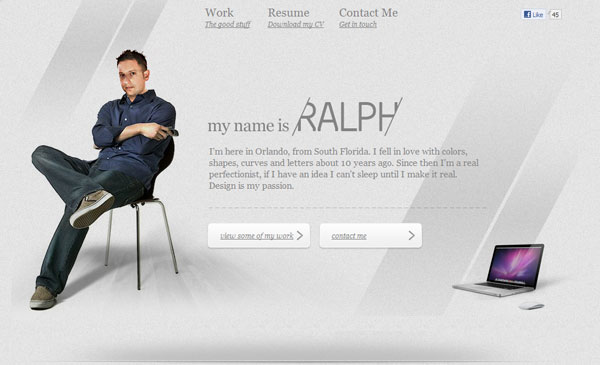 Work Resume Contact Me
The good stuff Download my CV Get in touch
Like 45
my name is RALPH
I'm here in Orlando, from South Florida. I fell in love with colors,
shapes, curves and letters about 10 years ago. Since then I'm a real
perfectionist, if I have an idea I can't sleep until I make it real.
Design is my passion.
view some of my work contact me